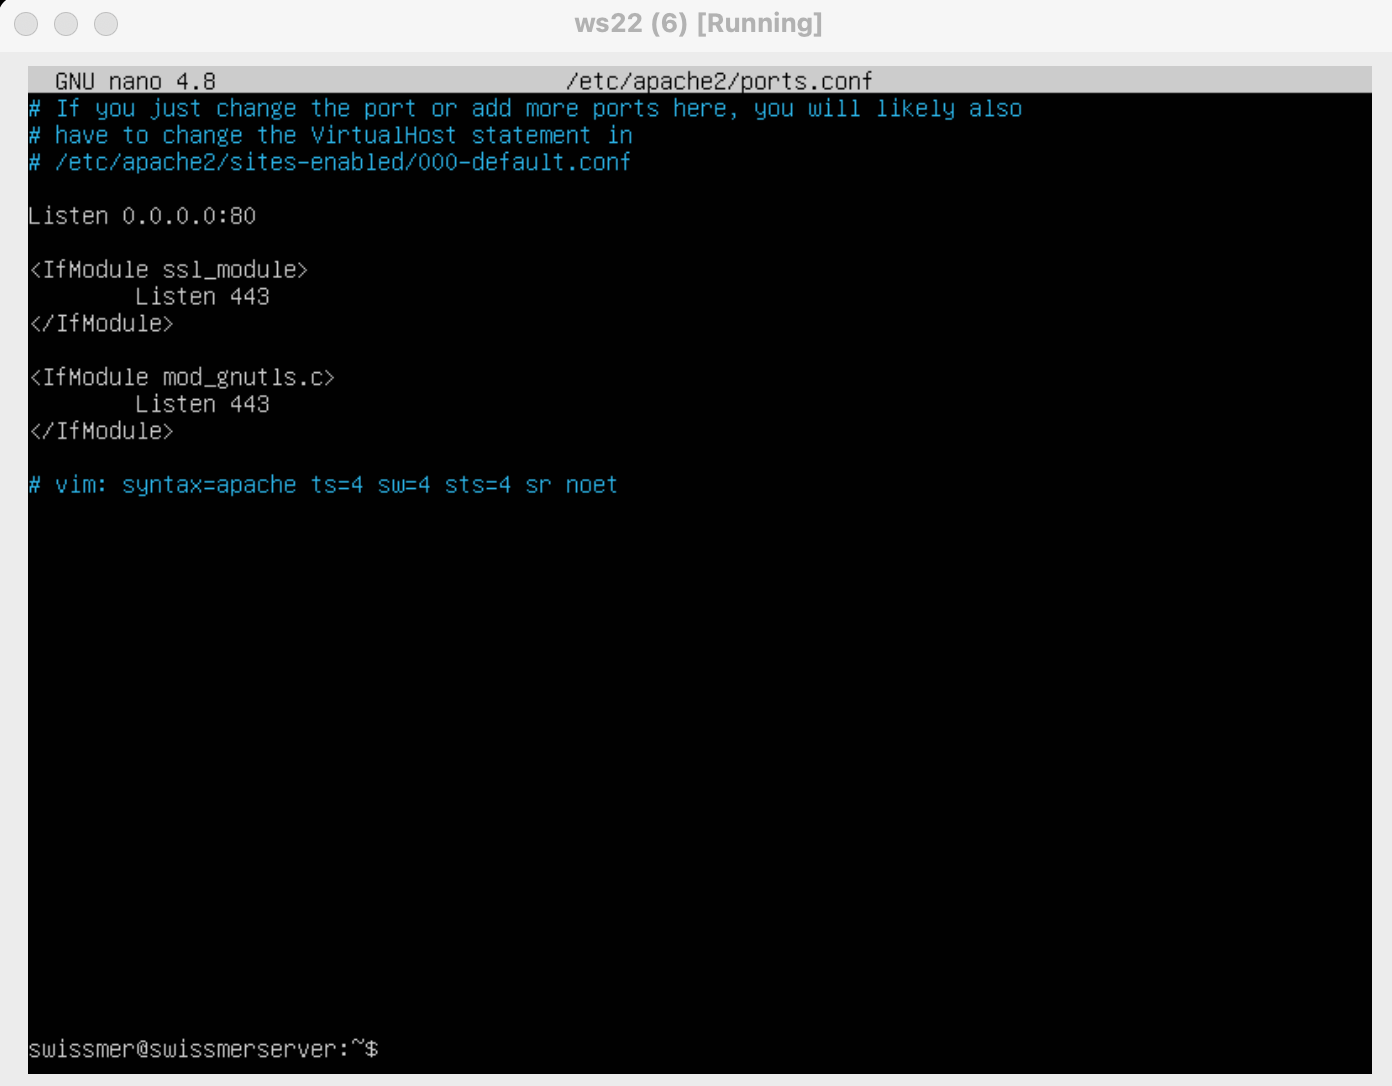 ws22 (6) [Running]
GNU nano 4.8 /etc/apache2/ports.conf
# If you just change the port or add more ports here, you will likely also
# have to change the VirtualHost statement in
# /etc/apache2/sites-enabled/000-default.conf
Listen 0.0.0.0:80
<IfModule ssl_module>
Listen 443
</IfModule>
<IfModule mod_gnutls.c>
Listen 443
</IfModule>
# vim: syntax=apache ts=4 sw=4 sts=4 sr noet
swissmer@swissmerserver:~$